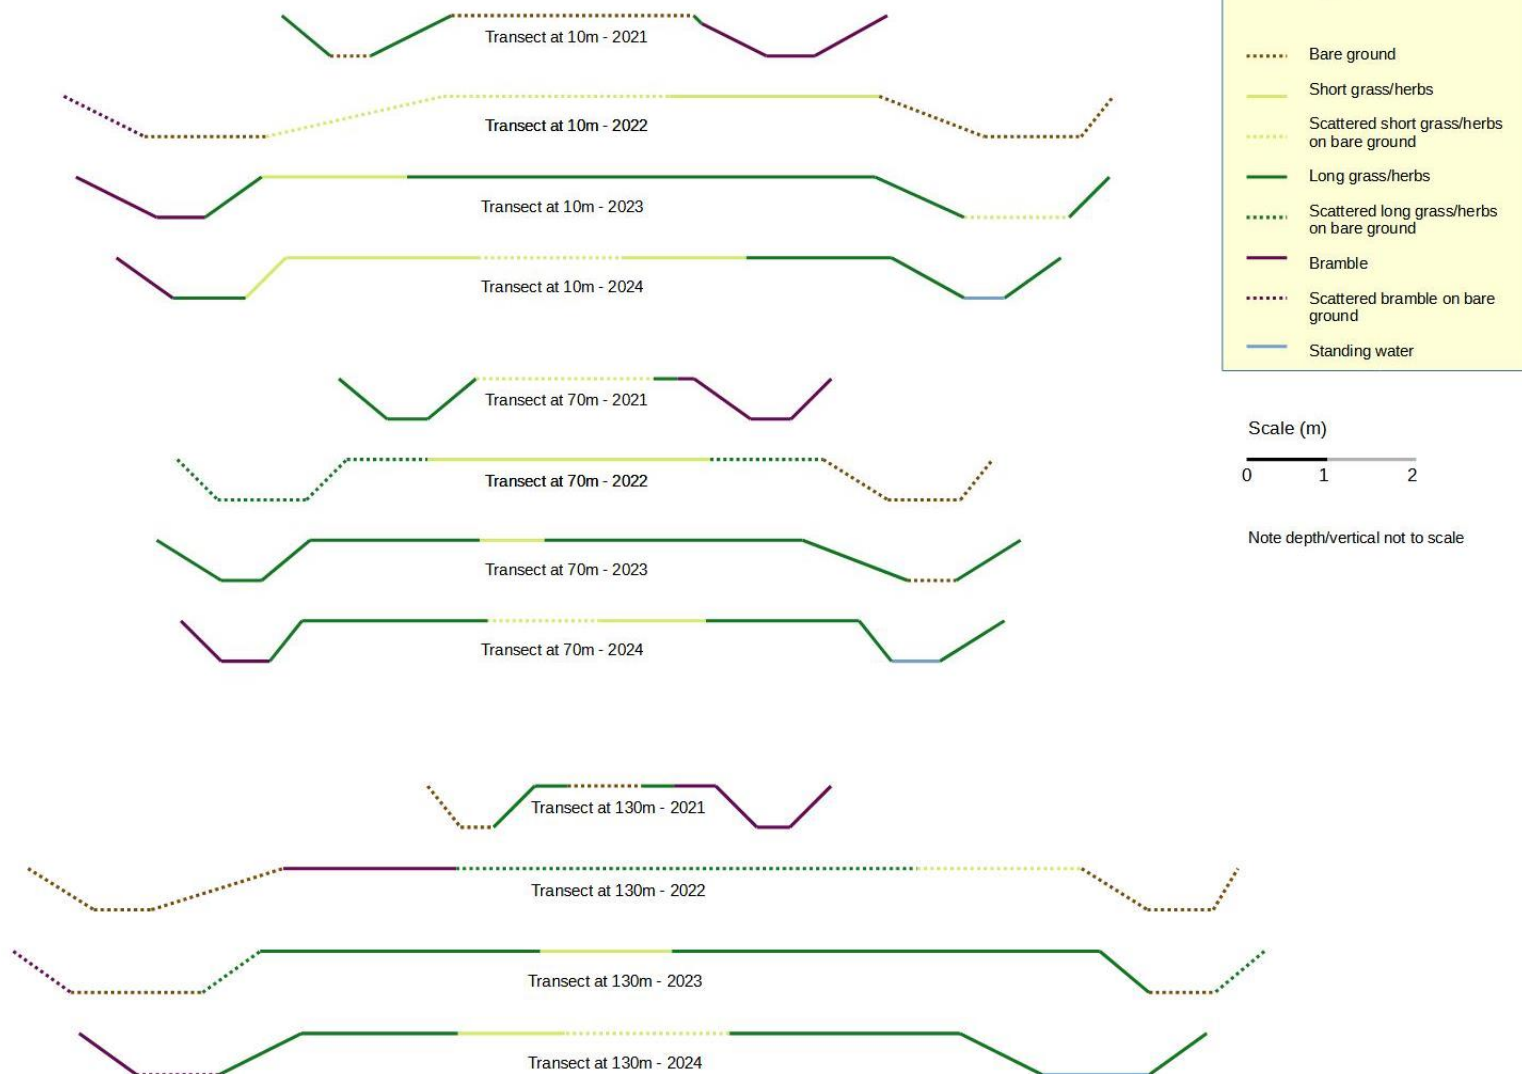 Transect at 10m - 2021
Transect at 10m - 2022
Transect at 10m - 2023
Transect at 10m - 2024
Transect at 70m - 2021
Transect at 70m - 2022
Transect at 70m - 2023
Transect at 70m - 2024
Transect at 130m - 2021
Transect at 130m - 2022
Transect at 130m - 2023
Transect at 130m - 2024
Bare ground
Short grass/herbs
Scattered short grass/herbs
on bare ground
Long grass/herbs
Scattered long grass/herbs
on bare ground
Bramble
Scattered bramble on bare
ground
Standing water
Scale (m)
0 1 2
Note depth/vertical not to scale